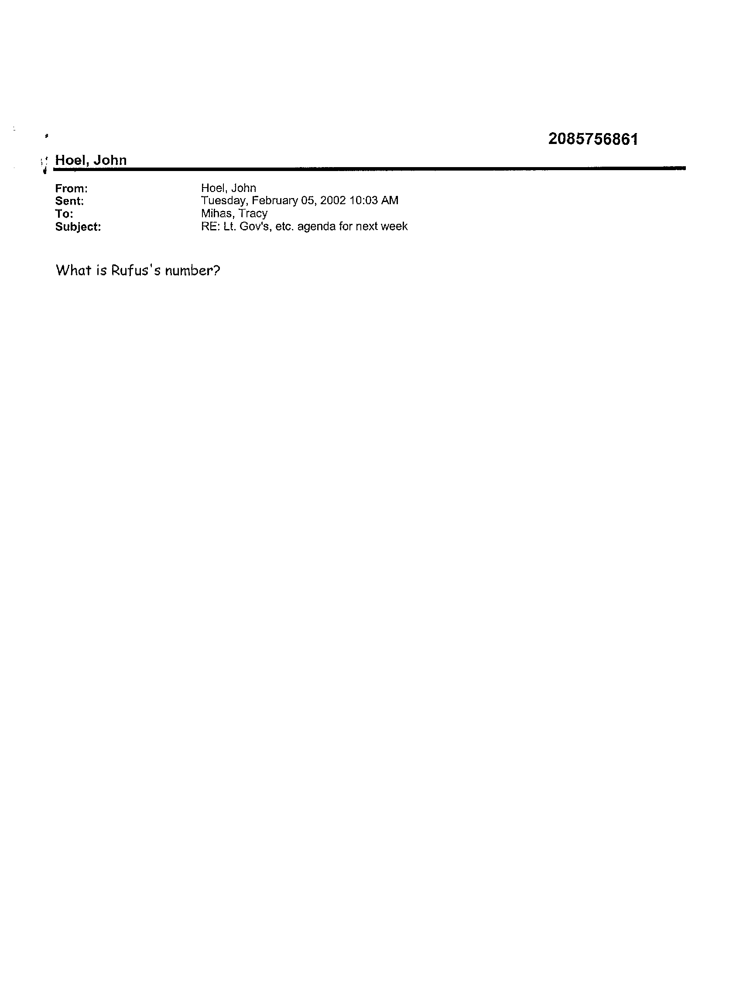 2085756861
Hoel, John
From: Hoel, John
Sent: Tuesday, February 05, 2002 10:03 AM
To: Mihas, Tracy
Subject: RE: Lt. Gov's, etc. agenda for next week
What is Rufus's number?